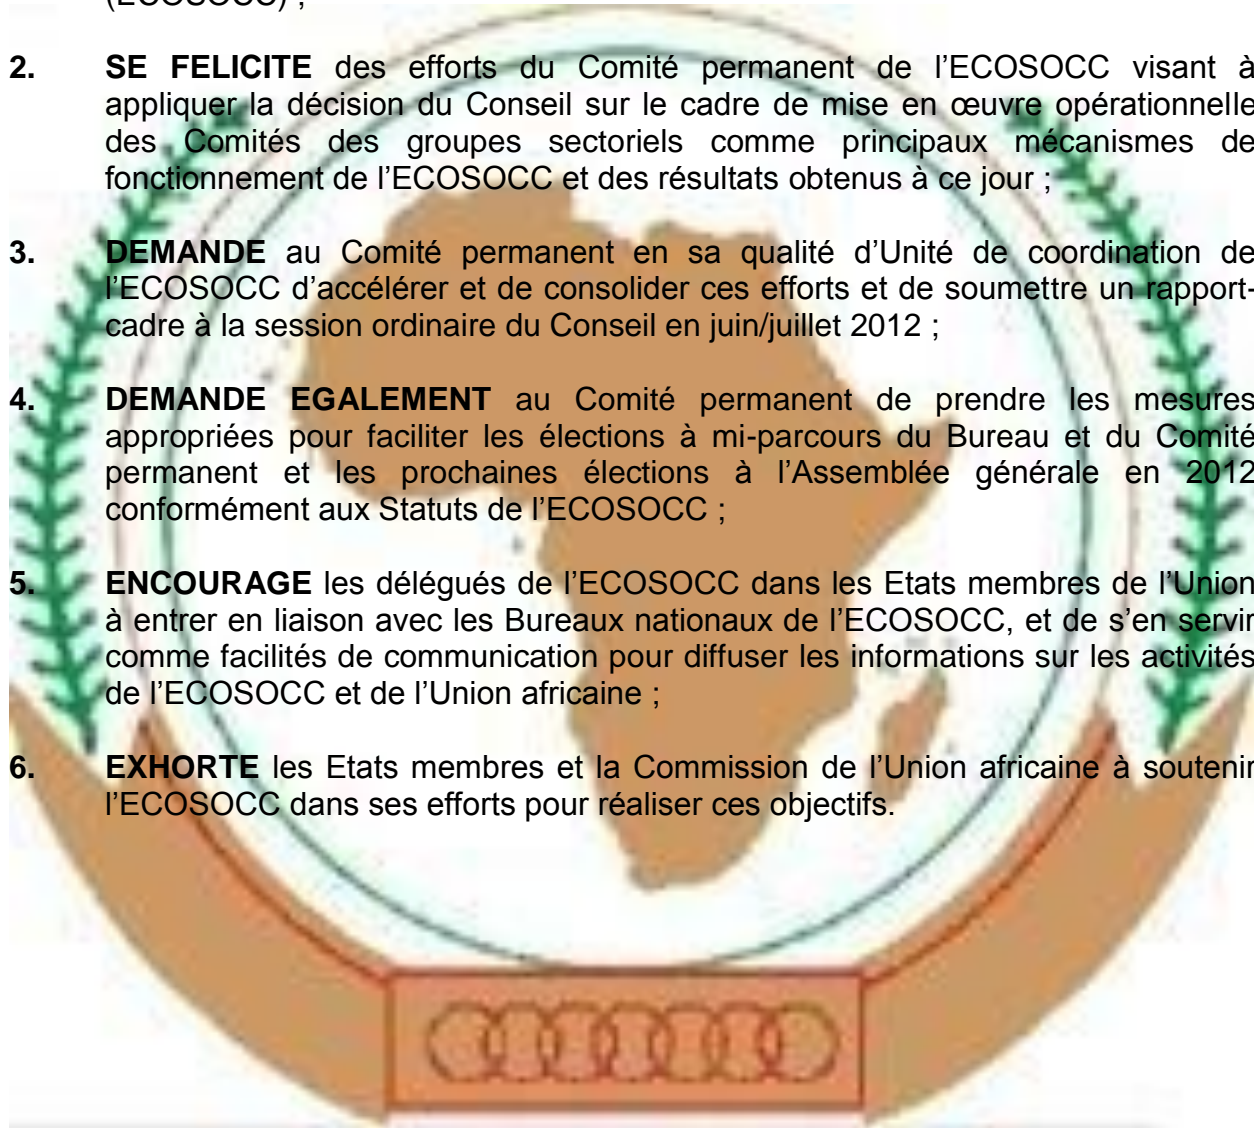 (ECOSOCC) ;
2. SE FELICITE des efforts du Comité permanent de l’ECOSOCC visant à
appliquer la décision du Conseil sur le cadre de mise en œuvre opérationnelle
des Comités des groupes sectoriels comme principaux mécanismes de
fonctionnement de l’ECOSOCC et des résultats obtenus à ce jour ;
3. DEMANDE au Comité permanent en sa qualité d’Unité de coordination de
l’ECOSOCC d’accélérer et de consolider ces efforts et de soumettre un rapport-
cadre à la session ordinaire du Conseil en juin/juillet 2012 ;
4. DEMANDE EGALEMENT au Comité permanent de prendre les mesures
appropriées pour faciliter les élections à mi-parcours du Bureau et du Comité
permanent et les prochaines élections à l’Assemblée générale en 2012
conformément aux Statuts de l’ECOSOCC ;
5. ENCOURAGE les délégués de l’ECOSOCC dans les Etats membres de l’Union
à entrer en liaison avec les Bureaux nationaux de l’ECOSOCC, et de s’en servir
comme facilités de communication pour diffuser les informations sur les activités
de l’ECOSOCC et de l’Union africaine ;
6. EXHORTE les Etats membres et la Commission de l’Union africaine à soutenir
l’ECOSOCC dans ses efforts pour réaliser ces objectifs.